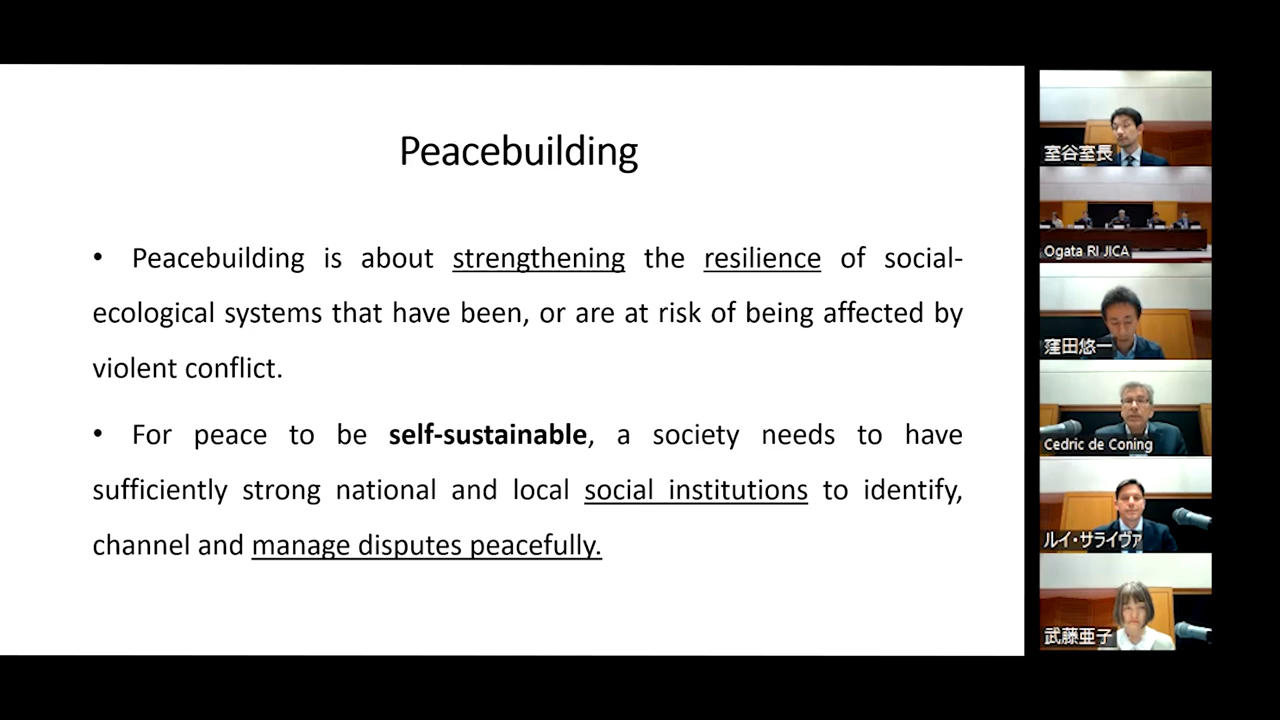 Peacebuilding
• Peacebuilding is about strengthening the resilience of social-
ecological systems that have been, or are at risk of being affected by
violent conflict.
• For peace to be self-sustainable, a society needs to have
sufficiently strong national and local social institutions to identify,
channel and manage disputes peacefully.
室谷室長
Ogata RI JICA
窪田悠一
Cedric de Coning
ルイ・サライヴァ
武藤亜子